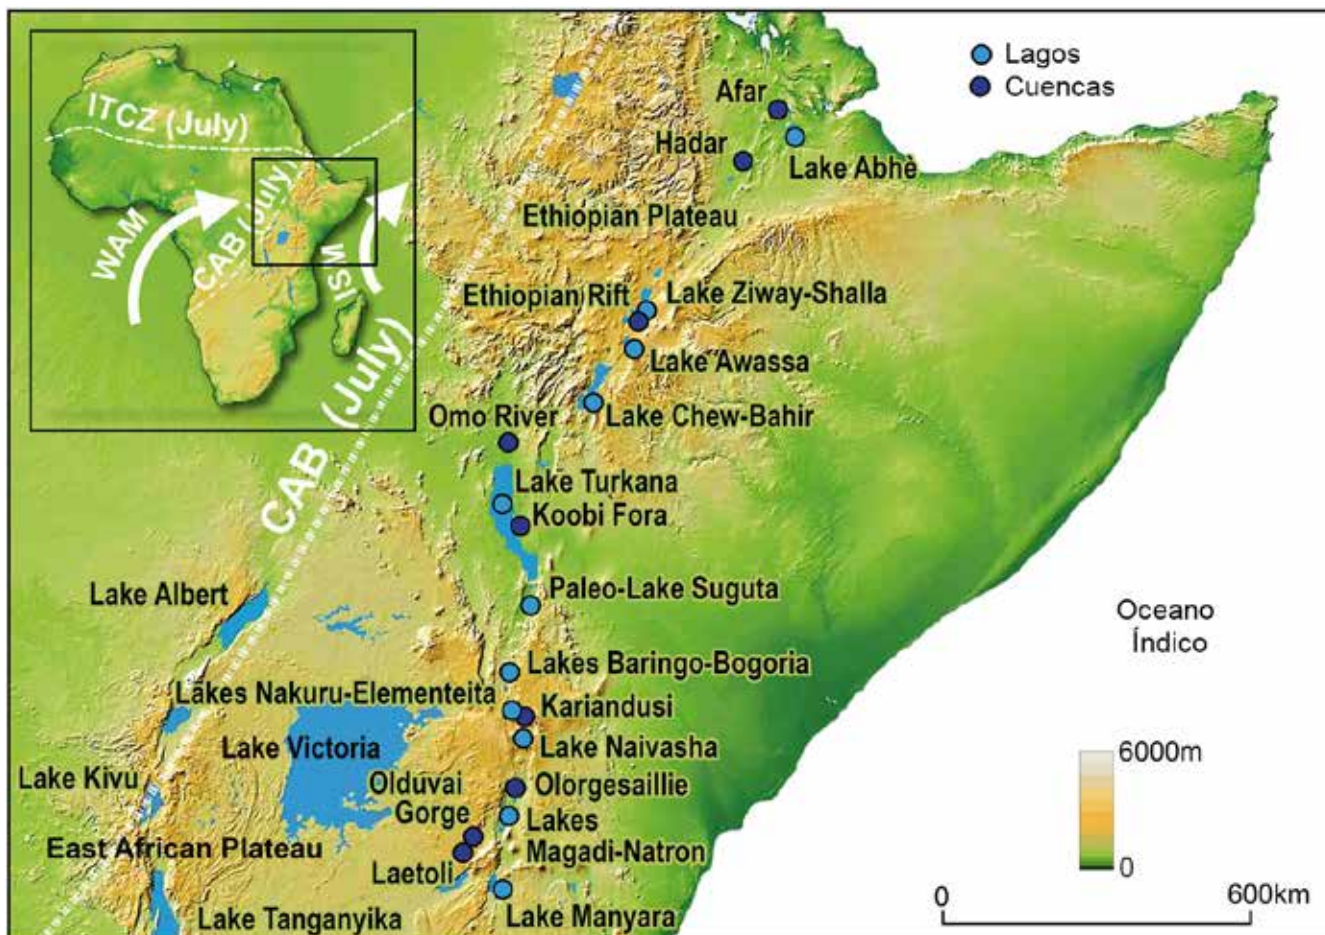 ITCZ (July)
WAM
CAB (July)
ISM
Lagos
Cuencas
Afar
Hadar
Lake Abhè
Ethiopian Plateau
Ethiopian Rift
Lake Ziway-Shalla
Lake Awassa
CAB (July)
Omo River
Lake Chew-Bahir
Lake Turkana
Koobi Fora
Lake Albert
Paleo-Lake Suguta
Oceano
Índico
Lakes Baringo-Bogoria
Lakes Nakuru-Elementeita
Kariandusi
Lake Victoria
Lake Naivasha
Lake Kivu
Olduvai
Gorge
Olorgesaillie
Lakes
Magadi-Natron
East African Plateau
Laetoli
Lake Tanganyika
Lake Manyara
6000m
0
0
600km